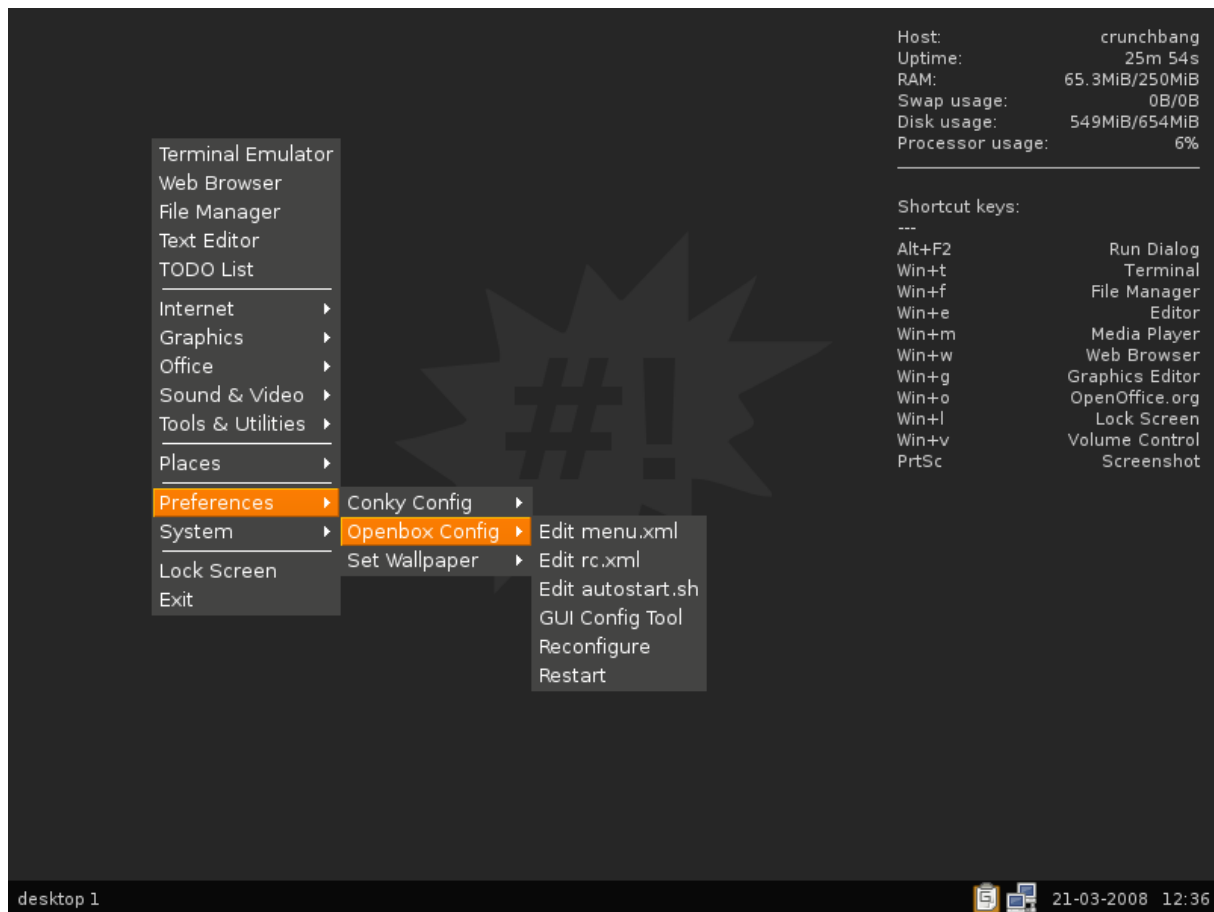 Host: crunchbang
Uptime: 25m 54s
RAM: 65.3MiB/250MiB
Swap usage: 0B/0B
Disk usage: 549MiB/654MiB
Processor usage: 6%
Shortcut keys:
---
Alt+F2 Run Dialog
Win+t Terminal
Win+f File Manager
Win+e Editor
Win+m Media Player
Win+w Web Browser
Win+g Graphics Editor
Win+o OpenOffice.org
Win+l Lock Screen
Win+v Volume Control
PrtSc Screenshot
Terminal Emulator
Web Browser
File Manager
Text Editor
TODO List
Internet
Graphics
Office
Sound & Video
Tools & Utilities
Places
Preferences
System
Lock Screen
Exit
Conky Config
Openbox Config
Set Wallpaper
Edit menu.xml
Edit rc.xml
Edit autostart.sh
GUI Config Tool
Reconfigure
Restart
#!
desktop 1
21-03-2008 12:36